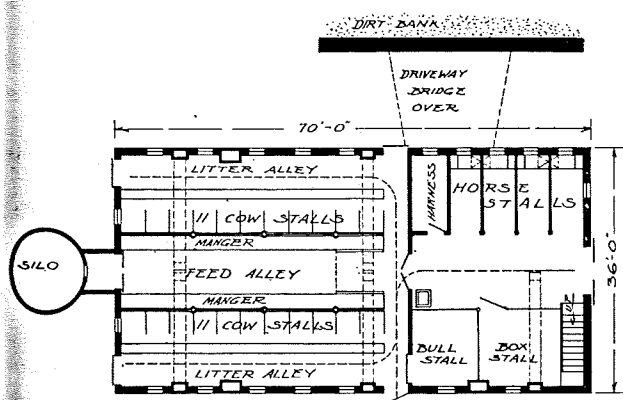 DIRT BANK
DRIVEWAY
BRIDGE
OVER
70'-0"
LITTER ALLEY
HARNESS
HORSE
STALLS
11 COW STALLS
MANGER
SILO
FEED ALLEY
36'-0"
MANGER
11 COW STALLS
UP
BULL
STALL
BOX
STALL
LITTER ALLEY